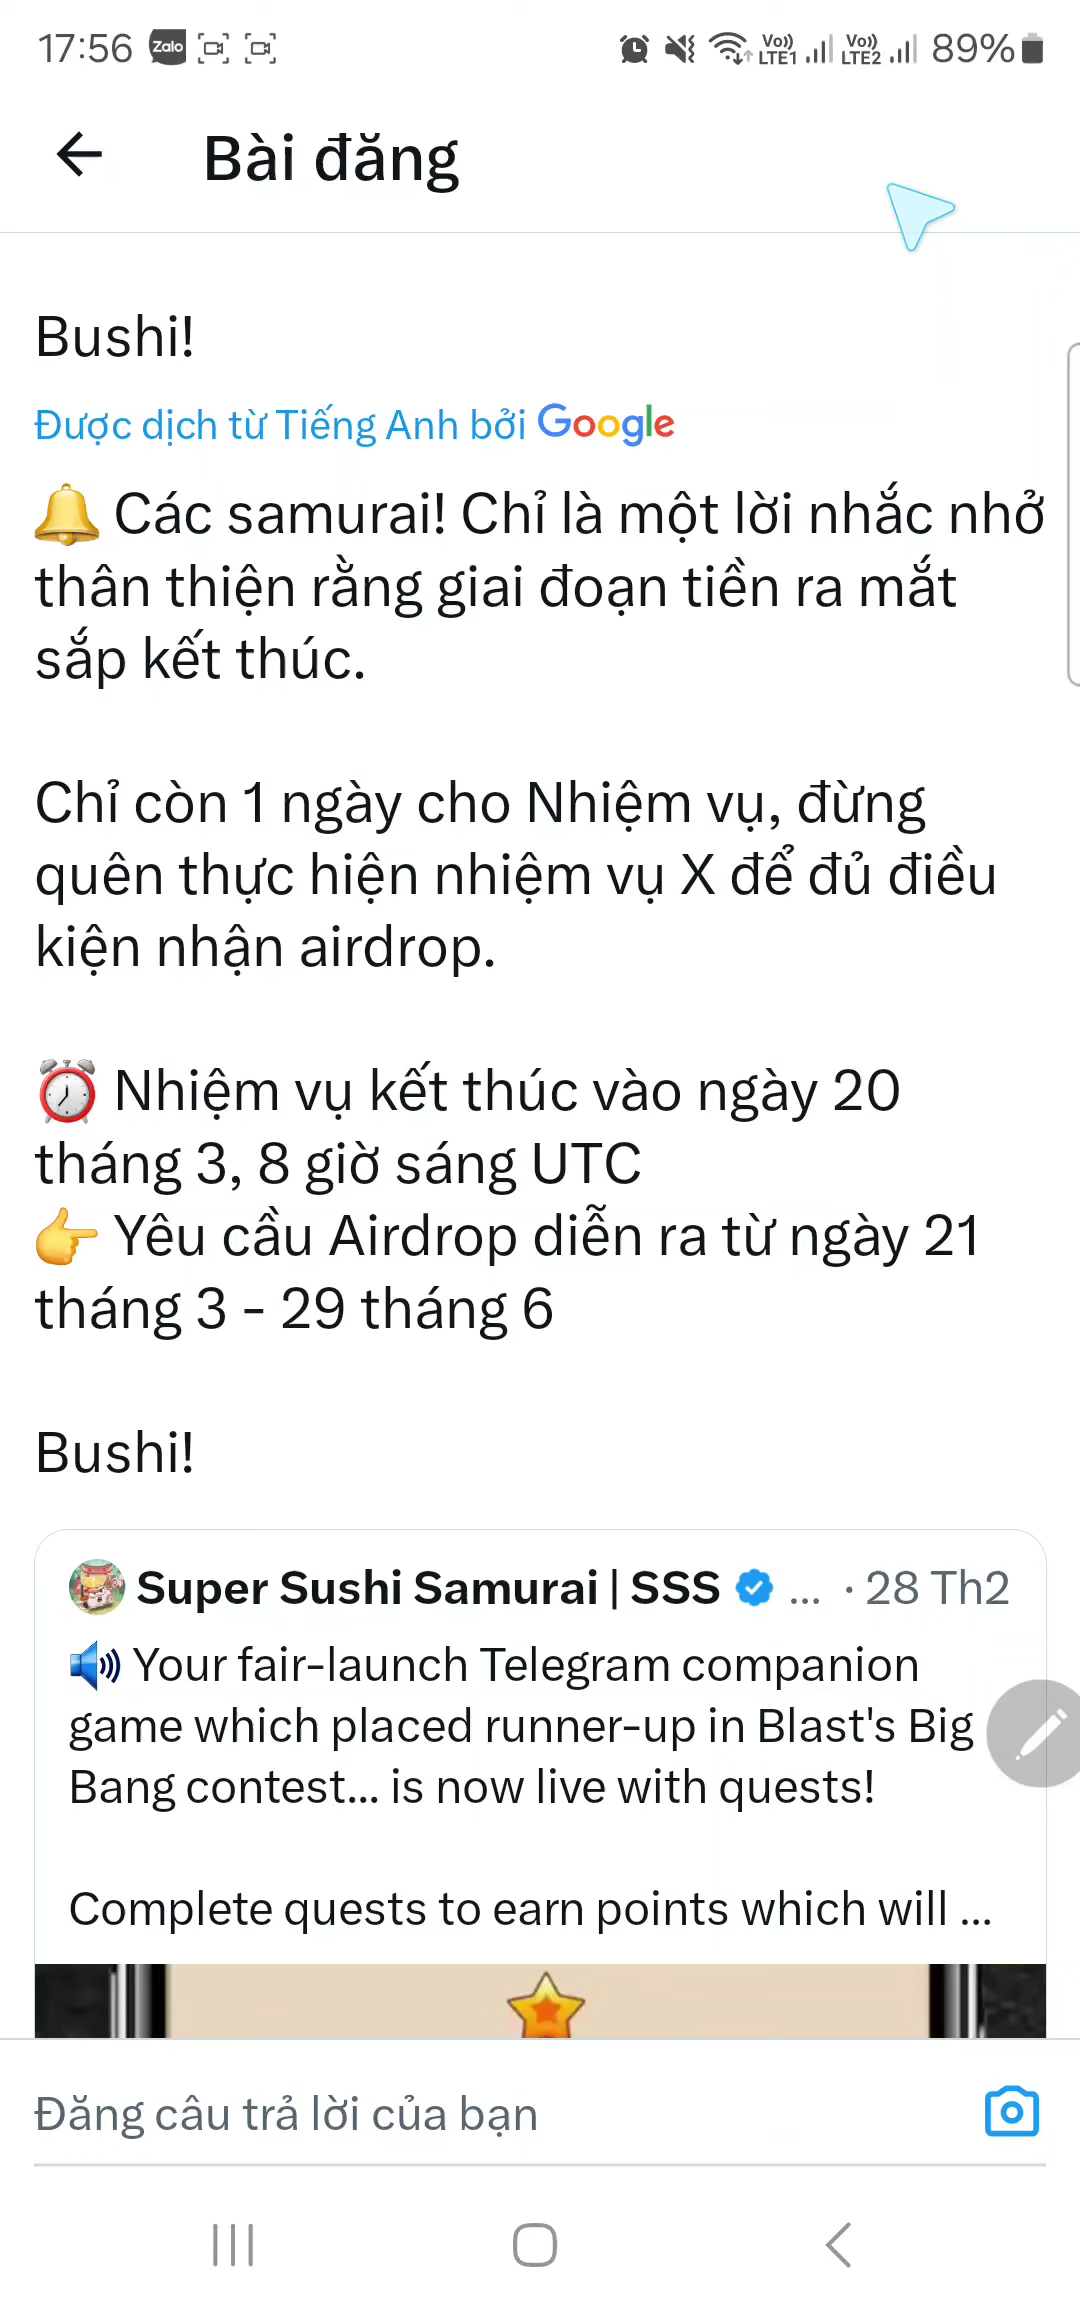 17:56 Zalo Vo)) LTE1 Vo)) LTE2 89%
Bài đăng
Bushi!
Được dịch từ Tiếng Anh bởi Google
🔔 Các samurai! Chỉ là một lời nhắc nhở
thân thiện rằng giai đoạn tiền ra mắt
sắp kết thúc.
Chỉ còn 1 ngày cho Nhiệm vụ, đừng
quên thực hiện nhiệm vụ X để đủ điều
kiện nhận airdrop.
⏰ Nhiệm vụ kết thúc vào ngày 20
tháng 3, 8 giờ sáng UTC
👉 Yêu cầu Airdrop diễn ra từ ngày 21
tháng 3 - 29 tháng 6
Bushi!
Super Sushi Samurai | SSS ... · 28 Th2
🔊 Your fair-launch Telegram companion
game which placed runner-up in Blast's Big
Bang contest... is now live with quests!
Complete quests to earn points which will ...
Đăng câu trả lời của bạn